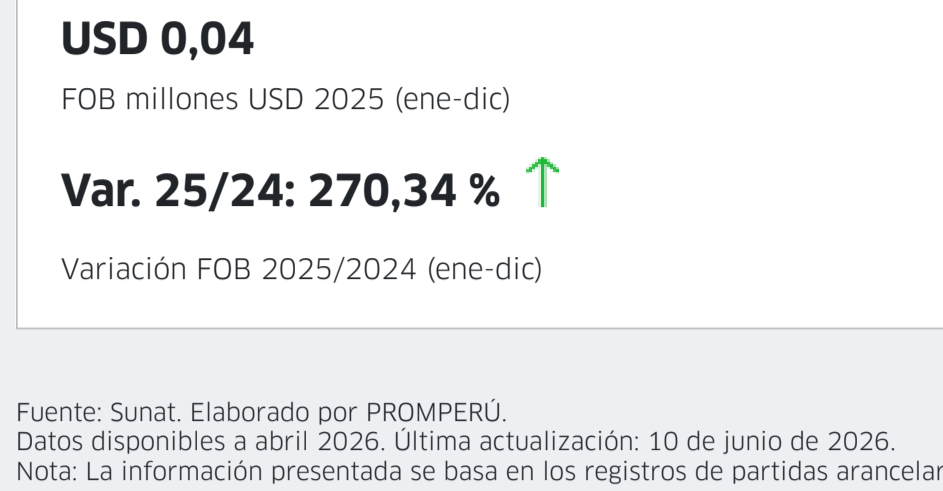 USD 0,04
FOB millones USD 2025 (ene-dic)
Var. 25/24: 270,34 %
Variación FOB 2025/2024 (ene-dic)
Fuente: Sunat. Elaborado por PROMPERÚ.
Datos disponibles a abril 2026. Última actualización: 10 de junio de 2026.
Nota: La información presentada se basa en los registros de partidas